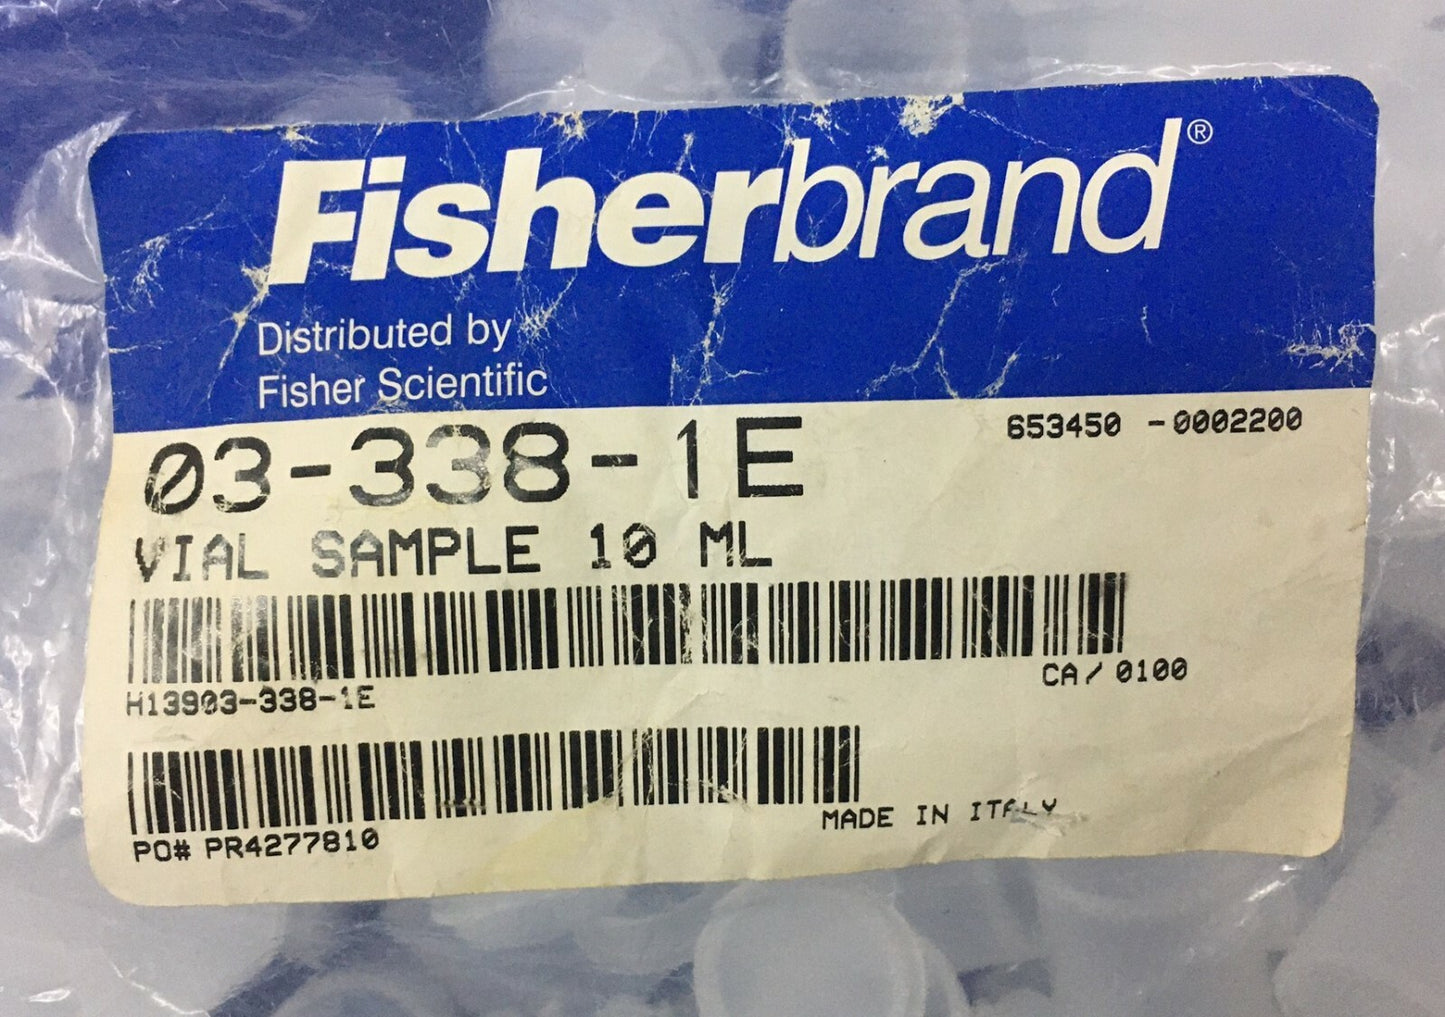 Fisherbrand®
Distributed by
Fisher Scientific
03-338-1E
653450 -0002200
VIAL SAMPLE 10 ML
H13903-338-1E
CA/0100
PO# PR4277810
MADE IN ITALY